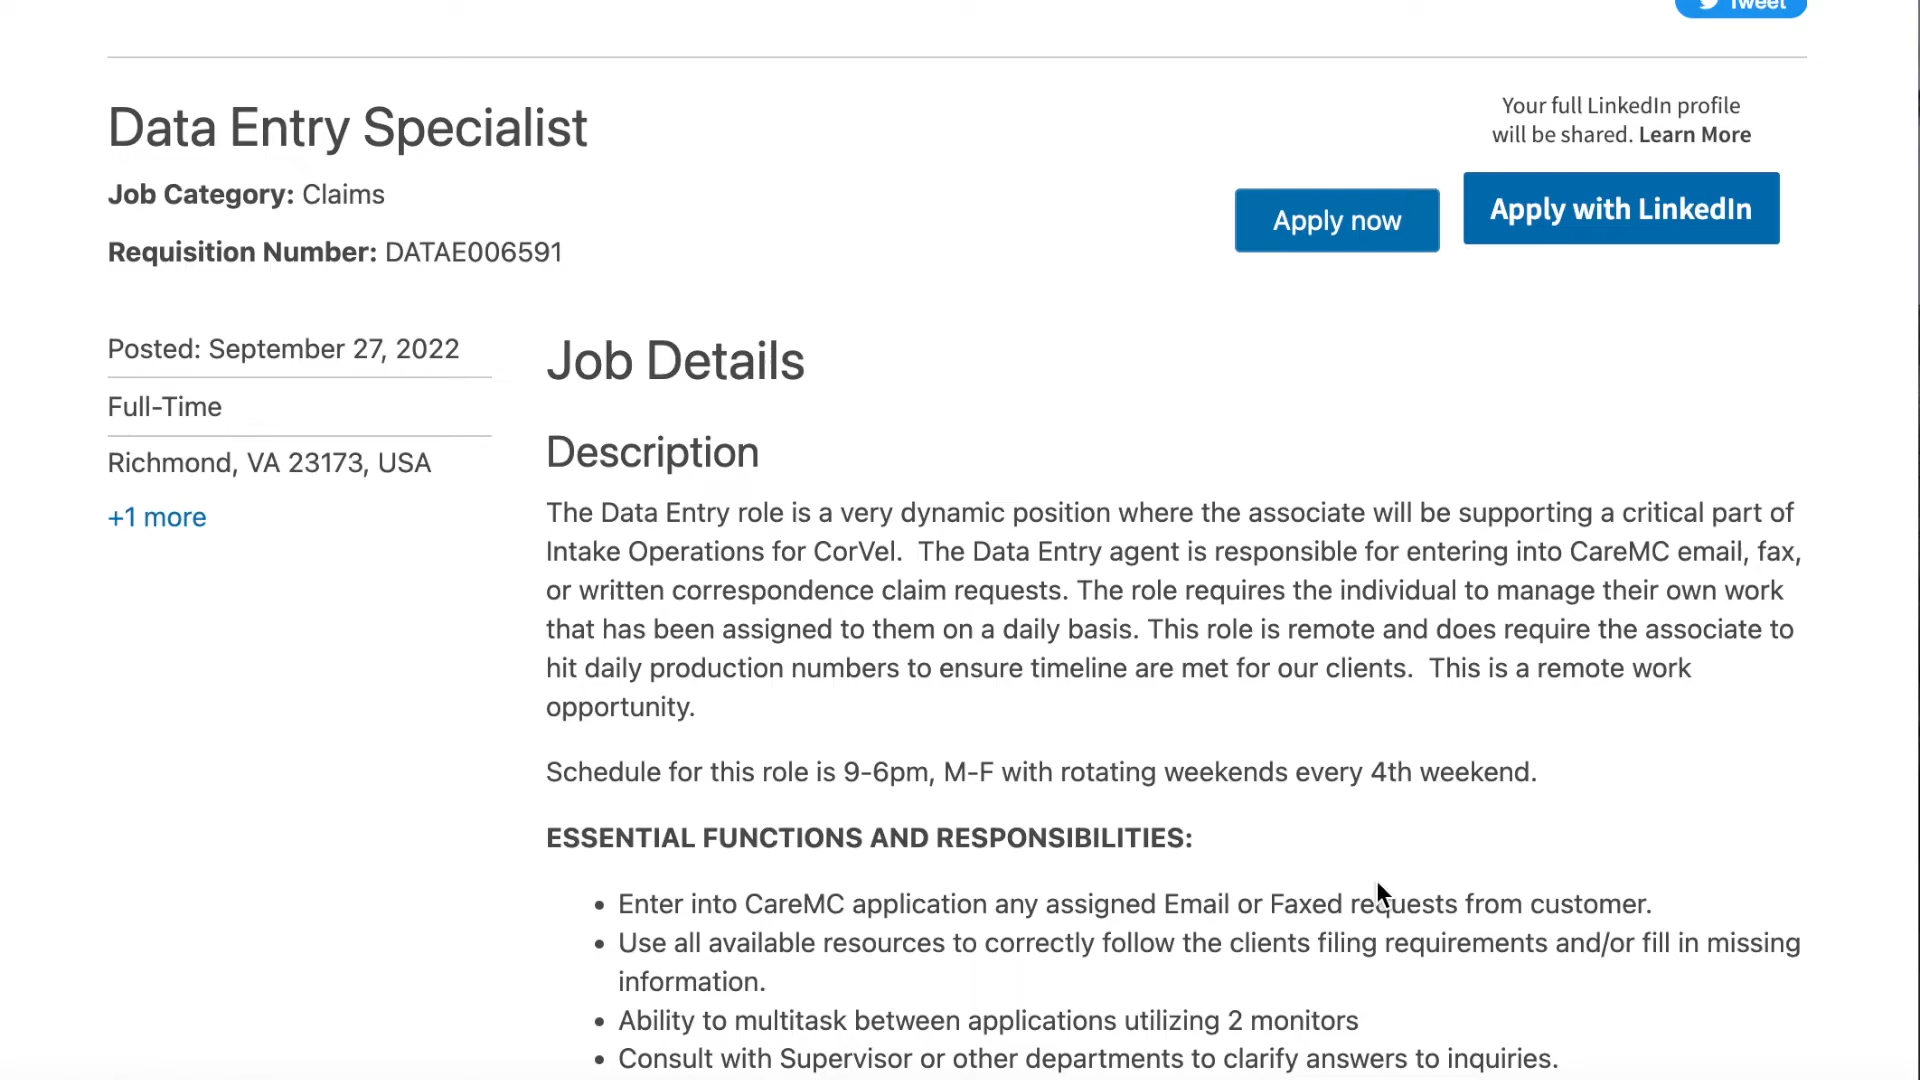 Tweet
Data Entry Specialist
Your full LinkedIn profile
will be shared. Learn More
Apply now
Apply with LinkedIn
Job Category: Claims
Requisition Number: DATAE006591
Posted: September 27, 2022
Full-Time
Richmond, VA 23173, USA
+1 more
Job Details
Description
The Data Entry role is a very dynamic position where the associate will be supporting a critical part of
Intake Operations for CorVel.  The Data Entry agent is responsible for entering into CareMC email, fax,
or written correspondence claim requests. The role requires the individual to manage their own work
that has been assigned to them on a daily basis. This role is remote and does require the associate to
hit daily production numbers to ensure timeline are met for our clients.  This is a remote work
opportunity.
Schedule for this role is 9-6pm, M-F with rotating weekends every 4th weekend.
ESSENTIAL FUNCTIONS AND RESPONSIBILITIES:
• Enter into CareMC application any assigned Email or Faxed requests from customer.
• Use all available resources to correctly follow the clients filing requirements and/or fill in missing
information.
• Ability to multitask between applications utilizing 2 monitors
• Consult with Supervisor or other departments to clarify answers to inquiries.